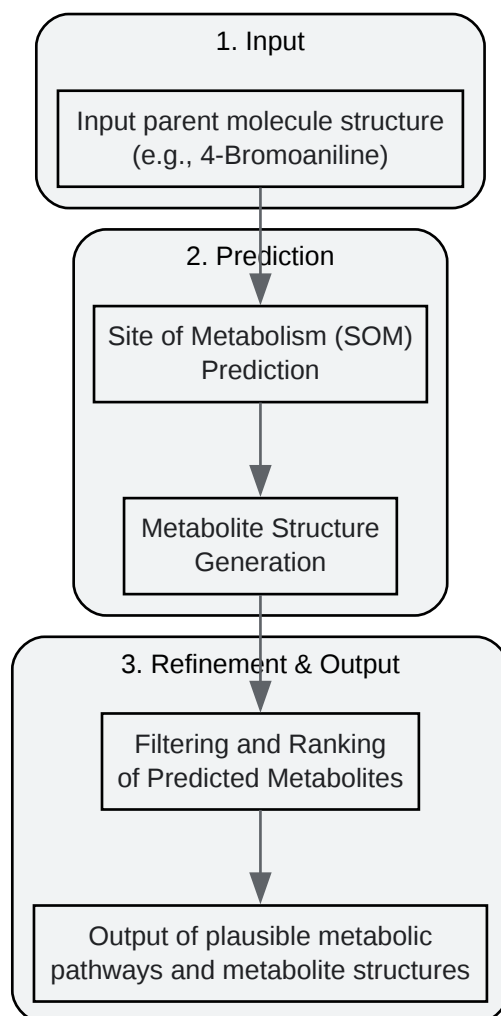 1. Input
Input parent molecule structure
(e.g., 4-Bromoaniline)
2. Prediction
Site of Metabolism (SOM)
Prediction
Metabolite Structure
Generation
3. Refinement & Output
Filtering and Ranking
of Predicted Metabolites
Output of plausible metabolic
pathways and metabolite structures